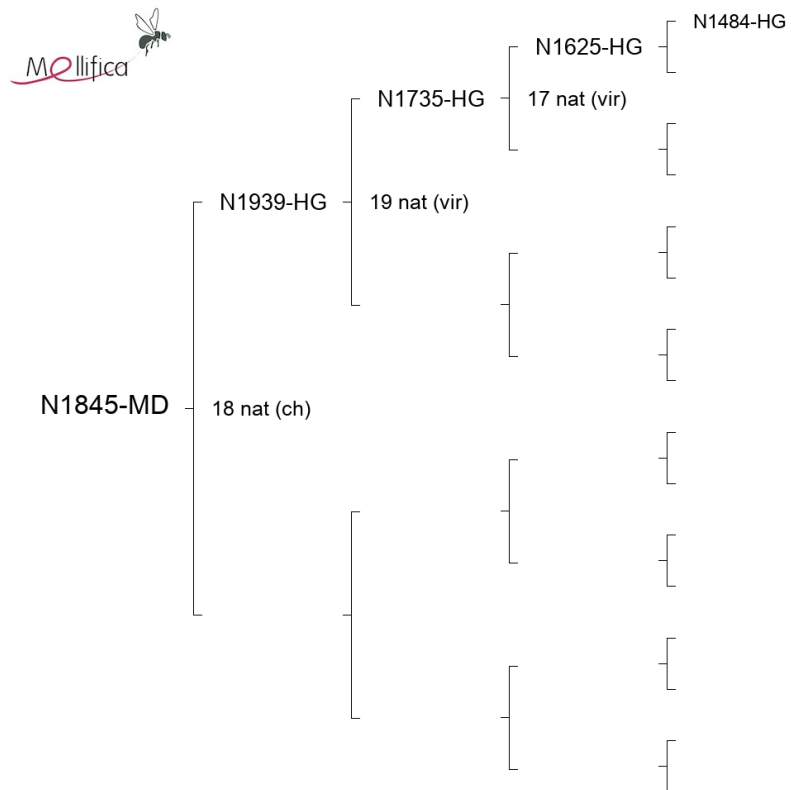 Mellifica
N1484-HG
N1625-HG
N1735-HG
17 nat (vir)
N1939-HG
19 nat (vir)
N1845-MD
18 nat (ch)